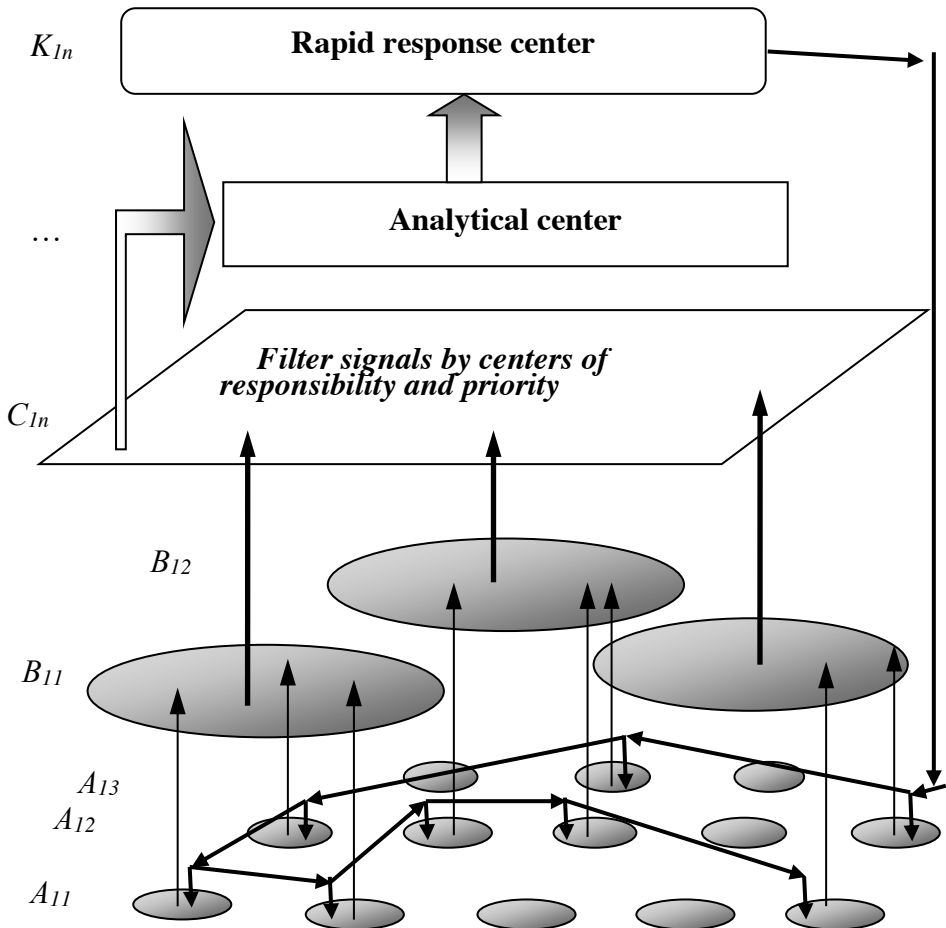 K1n
Rapid response center
…
Analytical center
Filter signals by centers of
responsibility and priority
C1n
B12
B11
A13
A12
A11